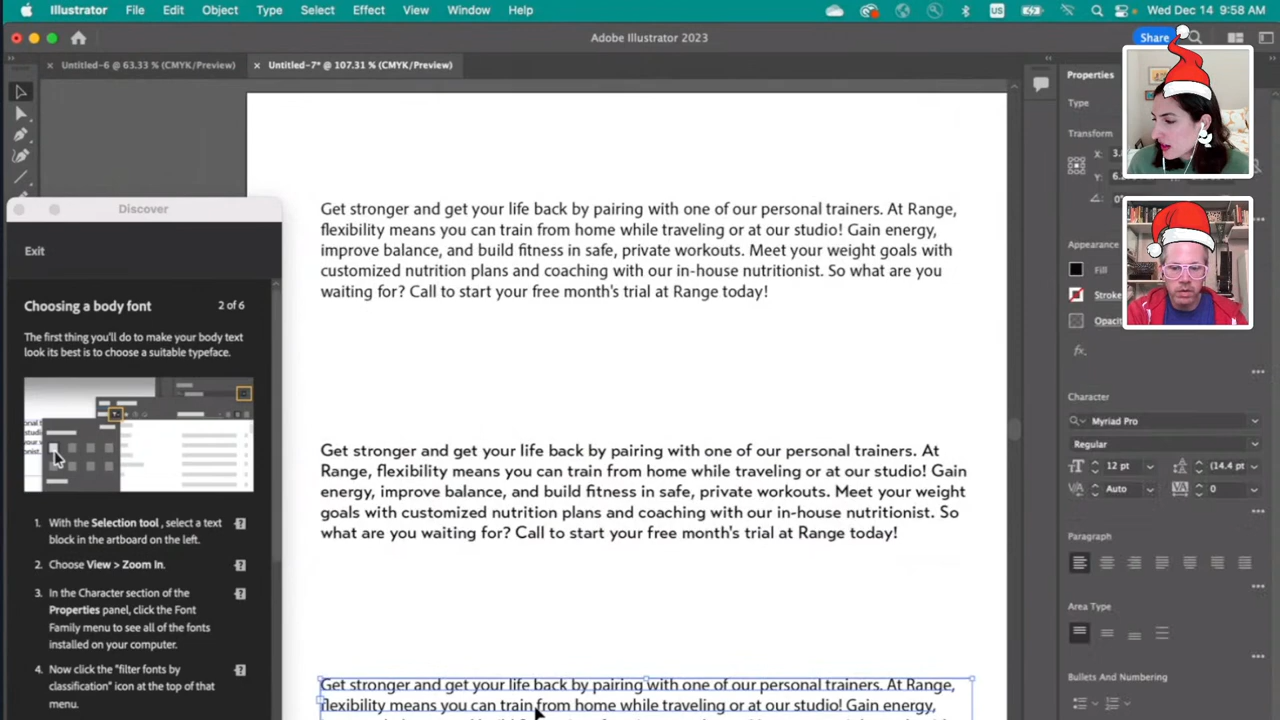 Illustrator File Edit Object Type Select Effect View Window Help US Wed Dec 14 9:58 AM
Adobe Illustrator 2023 Share
× Untitled-6 @ 63.33 % (CMYK/Preview) × Untitled-7* @ 107.31 % (CMYK/Preview)
Get stronger and get your life back by pairing with one of our personal trainers. At Range,
flexibility means you can train from home while traveling or at our studio! Gain energy,
improve balance, and build fitness in safe, private workouts. Meet your weight goals with
customized nutrition plans and coaching with our in-house nutritionist. So what are you
waiting for? Call to start your free month's trial at Range today!
Get stronger and get your life back by pairing with one of our personal trainers. At
Range, flexibility means you can train from home while traveling or at our studio! Gain
energy, improve balance, and build fitness in safe, private workouts. Meet your weight
goals with customized nutrition plans and coaching with our in-house nutritionist. So
what are you waiting for? Call to start your free month's trial at Range today!
Get stronger and get your life back by pairing with one of our personal trainers. At Range,
flexibility means you can train from home while traveling or at our studio! Gain energy,
Discover
Exit
Choosing a body font 2 of 6
The first thing you'll do to make your body text
look its best is to choose a suitable typeface.
1. With the Selection tool , select a text
block in the artboard on the left.
2. Choose View > Zoom In.
3. In the Character section of the
Properties panel, click the Font
Family menu to see all of the fonts
installed on your computer.
4. Now click the "filter fonts by
classification" icon at the top of that
menu.
Properties
Type
Transform
X:
Y:
Appearance
Fill
Stroke
Opacity
fx.
Character
Myriad Pro
Regular
12 pt (14.4 pt
Auto 0
Paragraph
Area Type
Bullets And Numbering